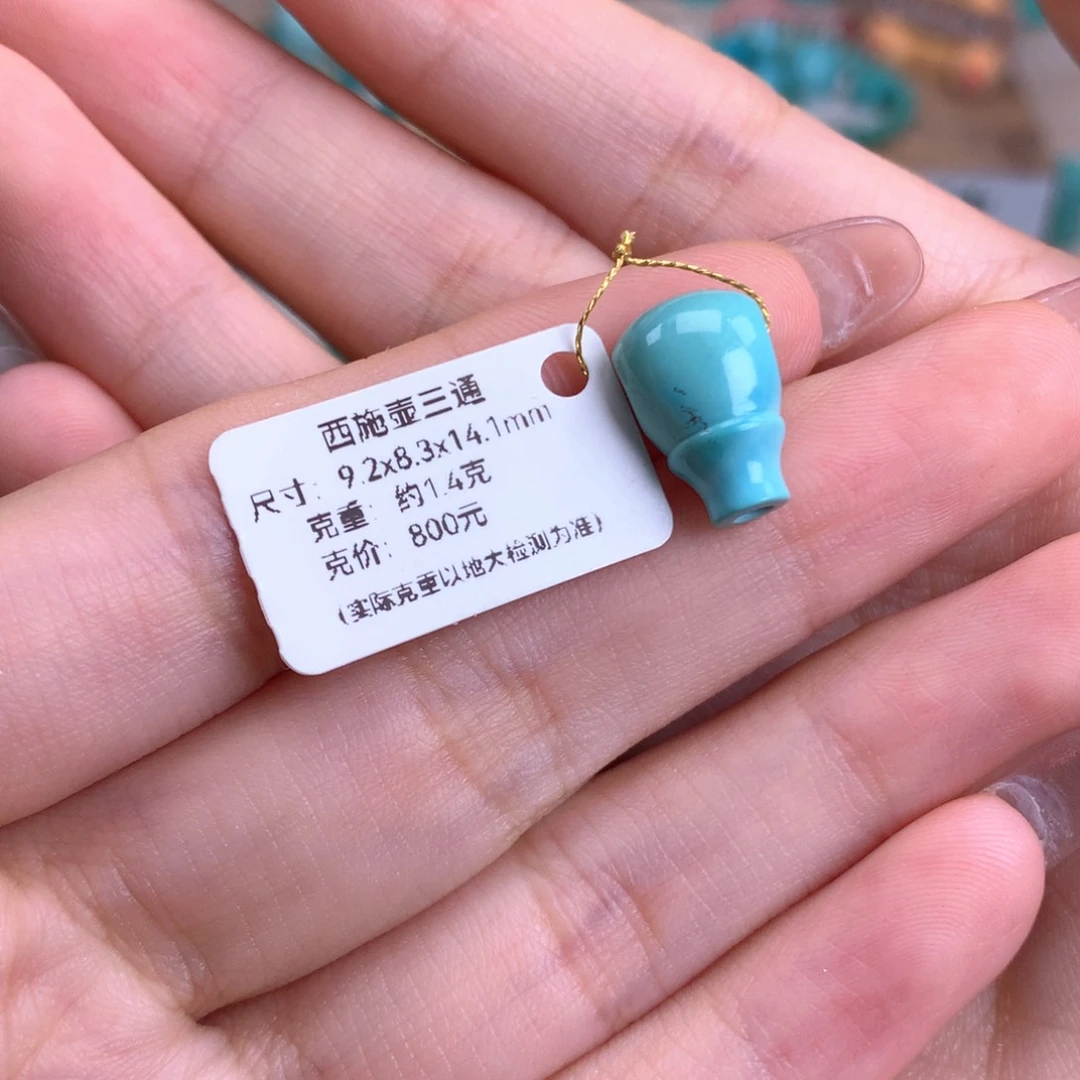 西施壶三通
尺寸：9.2x8.3x14.1mm
克重：约1.4克
克价：800元
(实际克重以地大检测为准)